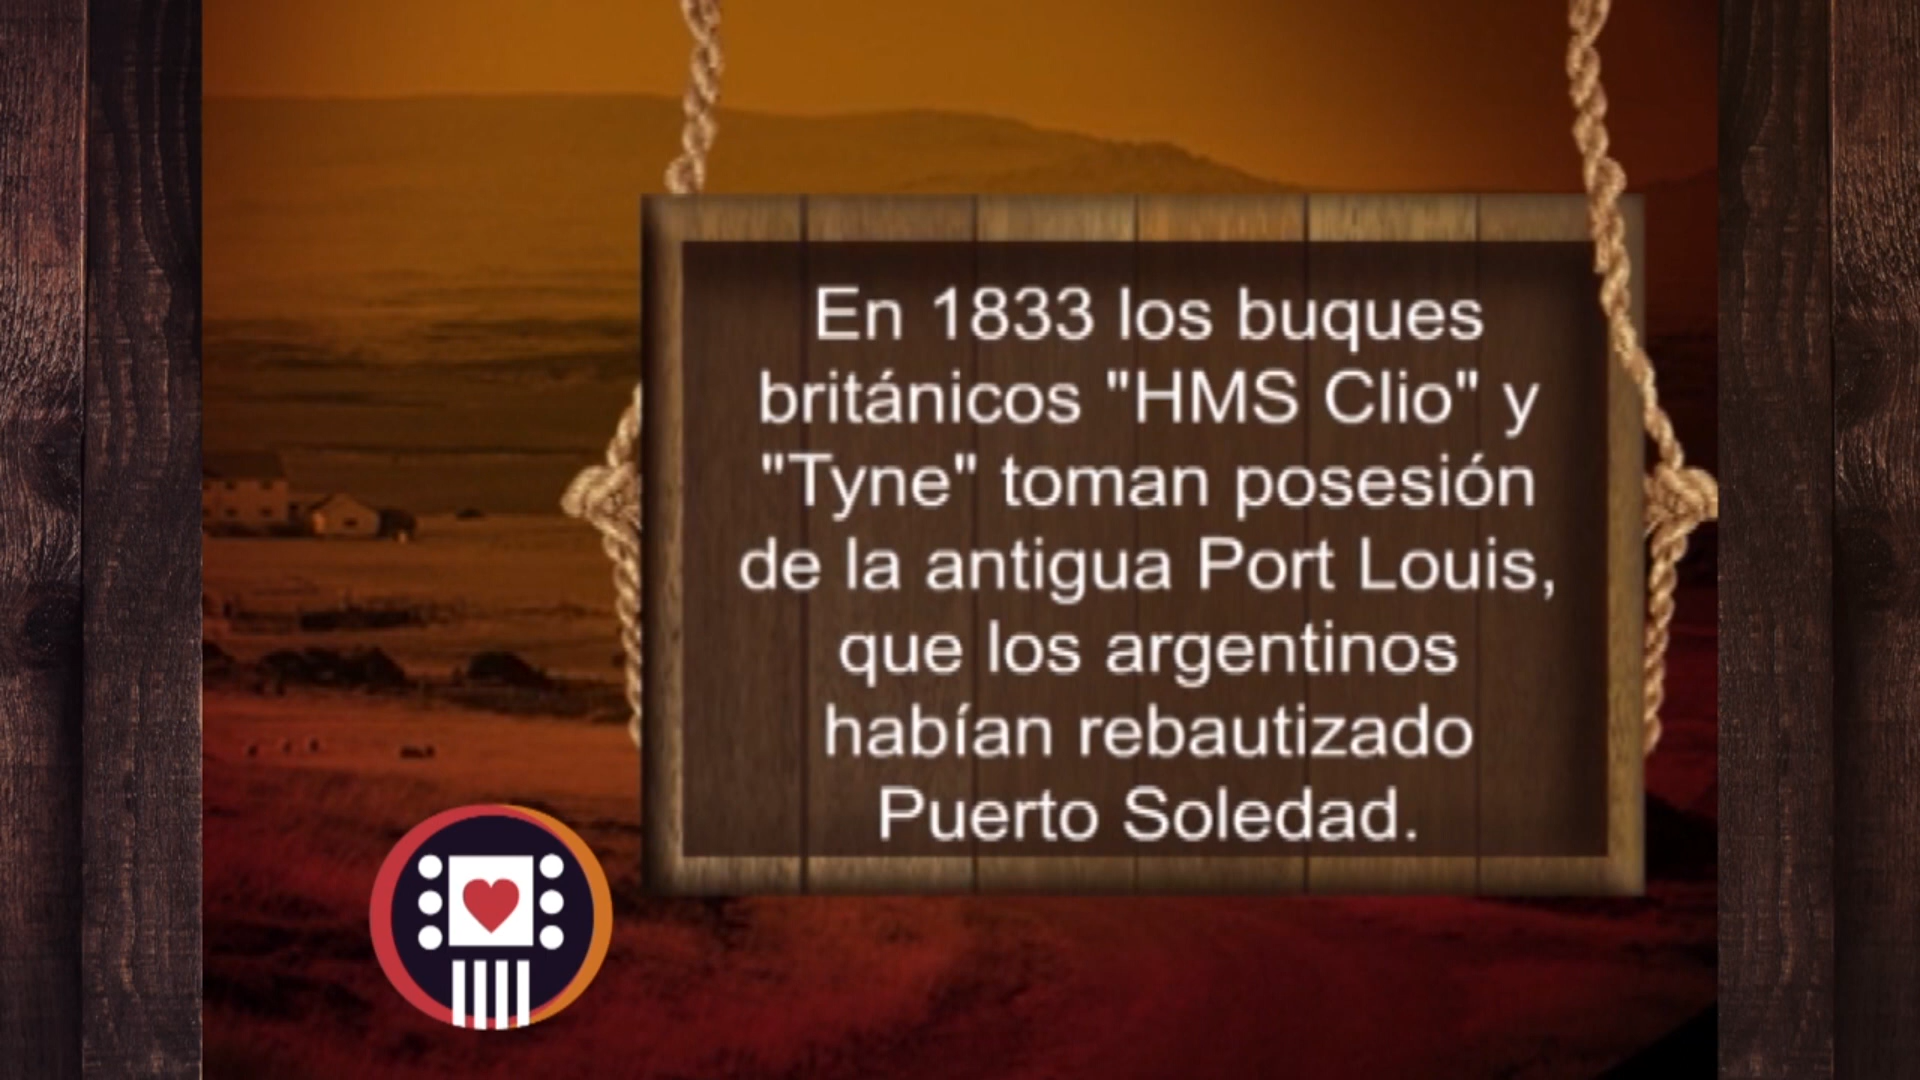 En 1833 los buques
británicos "HMS Clio" y
"Tyne" toman posesión
de la antigua Port Louis,
que los argentinos
habían rebautizado
Puerto Soledad.